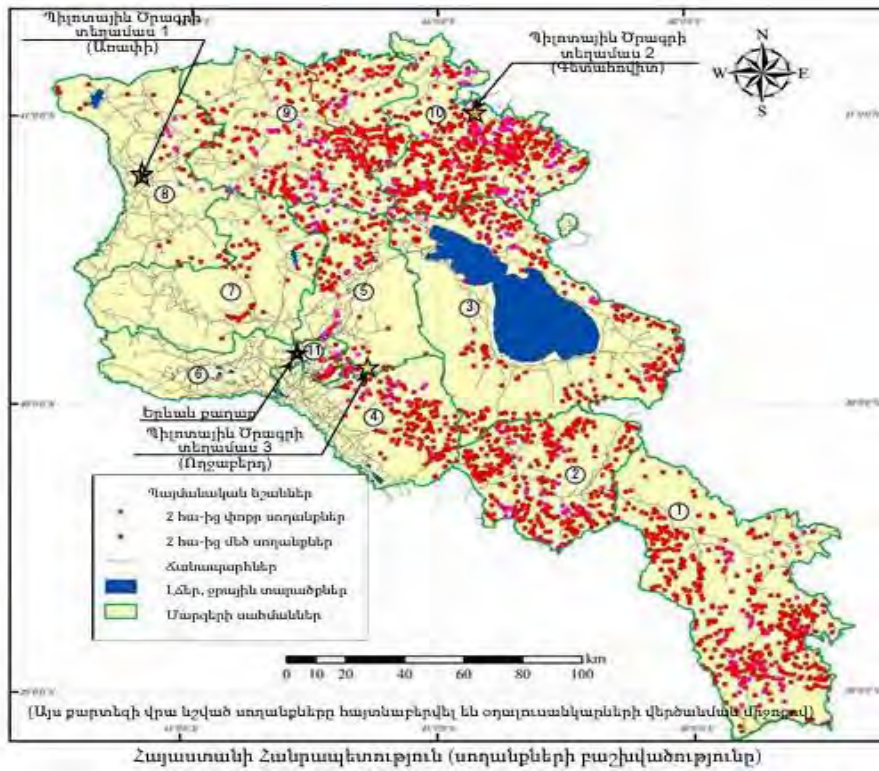 Պիլոտային Ծրագրի
տեղամաս 1
(Առափի)
Պիլոտային Ծրագրի
տեղամաս 2
(Գետահովիտ)
N
W E
S
9
10
8
7
5
3
11
6
4
2
1
Երևան քաղաք
Պիլոտային Ծրագրի
տեղամաս 3
(Ողջաբերդ)
Պայմանական նշաններ
2 հա-ից փոքր սողանքներ
2 հա-ից մեծ սողանքներ
Ճանապարհներ
Լճեր, ջրային տարածքներ
Մարզերի սահմաններ
km
0 10 20 40 60 80 100
(Այս քարտեզի վրա նշված սողանքները հայտնաբերվել են օդալուսանկարների վերծանման միջոցով)
Հայաստանի Հանրապետություն (սողանքների բաշխվածությունը)